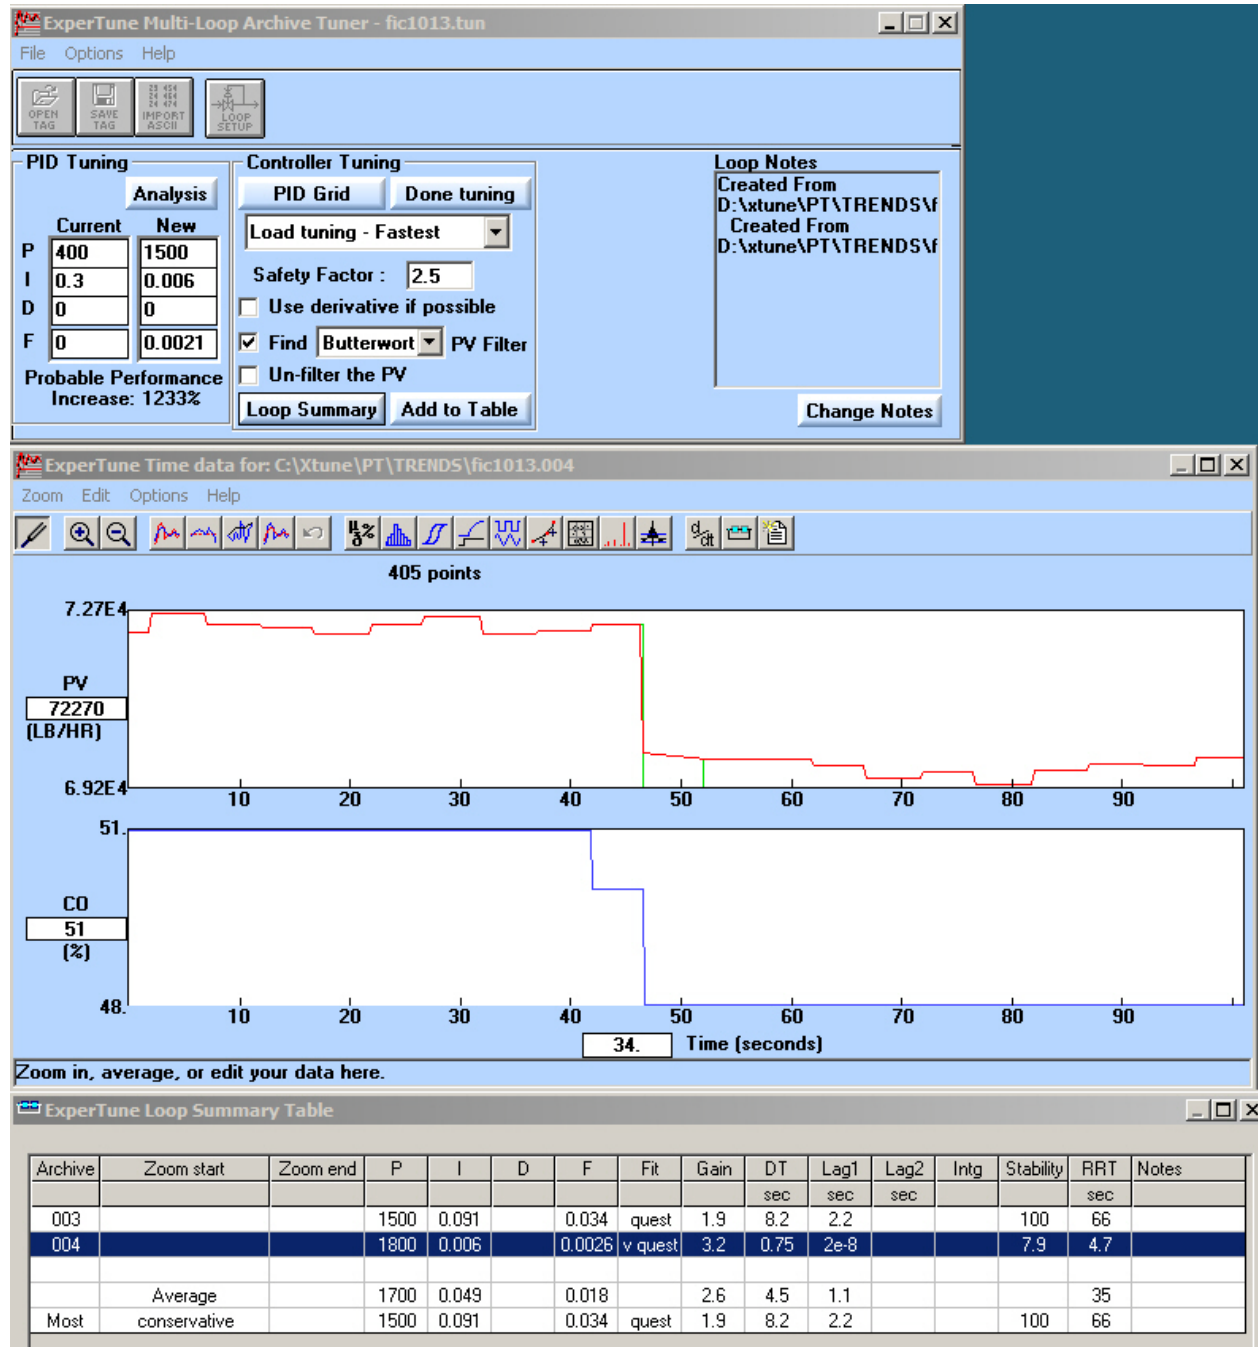 ExperTune Multi-Loop Archive Tuner - fic1013.tun
File Options Help
OPEN TAG SAVE TAG IMPORT ASCII LOOP SETUP
PID Tuning
Analysis
Current New
P 400 1500
I 0.3 0.006
D 0 0
F 0 0.0021
Probable Performance
Increase: 1233%
Controller Tuning
PID Grid Done tuning
Load tuning - Fastest
Safety Factor : 2.5
Use derivative if possible
Find Butterwort PV Filter
Un-filter the PV
Loop Summary Add to Table
Loop Notes
Created From
D:\xtune\PT\TRENDS\f
Created From
D:\xtune\PT\TRENDS\f
Change Notes
ExperTune Time data for: C:\Xtune\PT\TRENDS\fic1013.004
Zoom Edit Options Help
405 points
7.27E4
PV
72270
(LB/HR)
6.92E4
10 20 30 40 50 60 70 80 90
51.
CO
51
(%)
48.
10 20 30 40 50 60 70 80 90
34. Time (seconds)
Zoom in, average, or edit your data here.
ExperTune Loop Summary Table
Archive Zoom start Zoom end P I D F Fit Gain DT Lag1 Lag2 Intg Stability RRT Notes
sec sec sec sec
003 1500 0.091 0.034 quest 1.9 8.2 2.2 100 66
004 1800 0.006 0.0026 v quest 3.2 0.75 2e-8 7.9 4.7
Average 1700 0.049 0.018 2.6 4.5 1.1 35
Most conservative 1500 0.091 0.034 quest 1.9 8.2 2.2 100 66